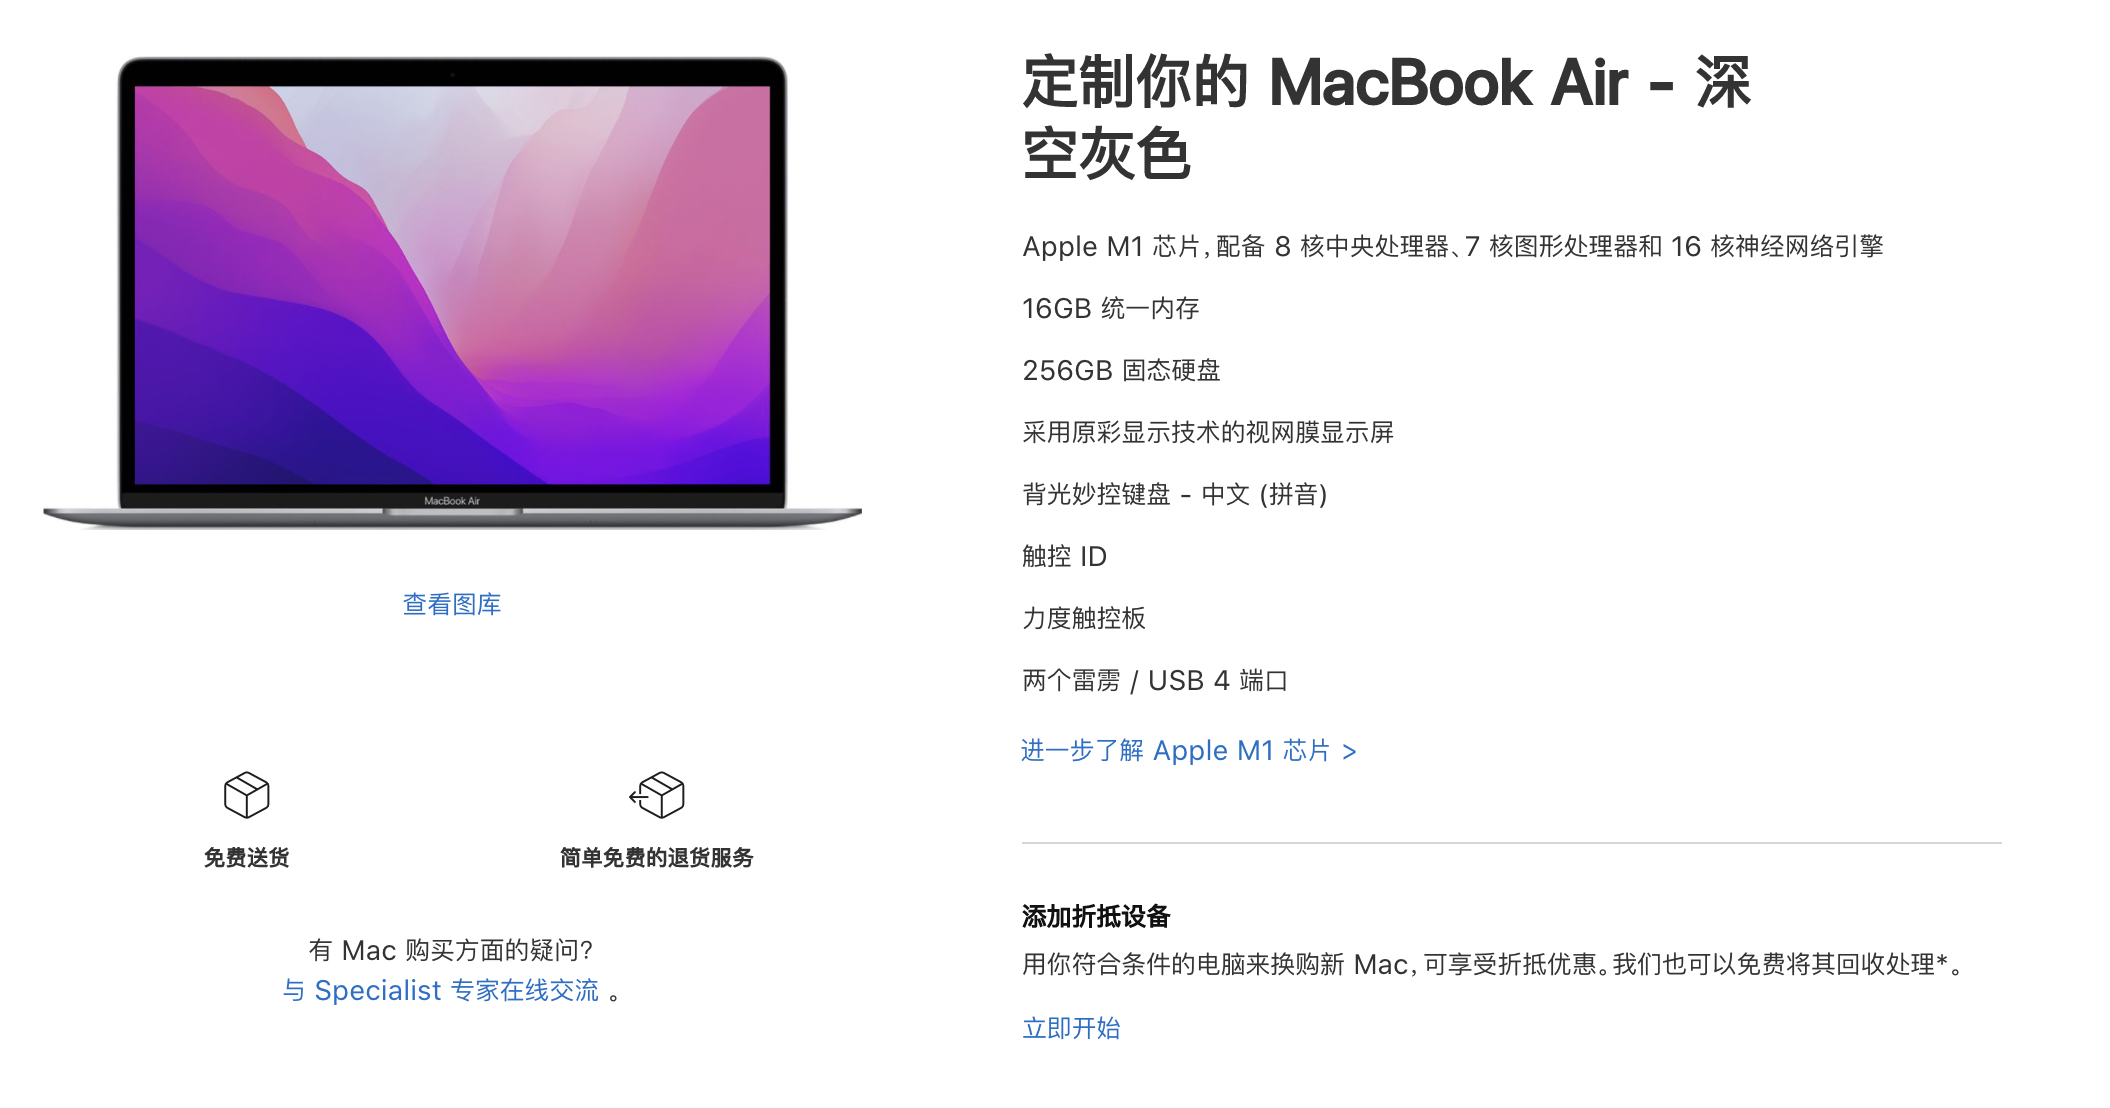 MacBook Air
查看图库
免费送货
简单免费的退货服务
有 Mac 购买方面的疑问?
与 Specialist 专家在线交流 。
定制你的 MacBook Air - 深
空灰色
Apple M1 芯片，配备 8 核中央处理器、7 核图形处理器和 16 核神经网络引擎
16GB 统一内存
256GB 固态硬盘
采用原彩显示技术的视网膜显示屏
背光妙控键盘 - 中文 (拼音)
触控 ID
力度触控板
两个雷雳 / USB 4 端口
进一步了解 Apple M1 芯片 >
添加折抵设备
用你符合条件的电脑来换购新 Mac，可享受折抵优惠。我们也可以免费将其回收处理*。
立即开始